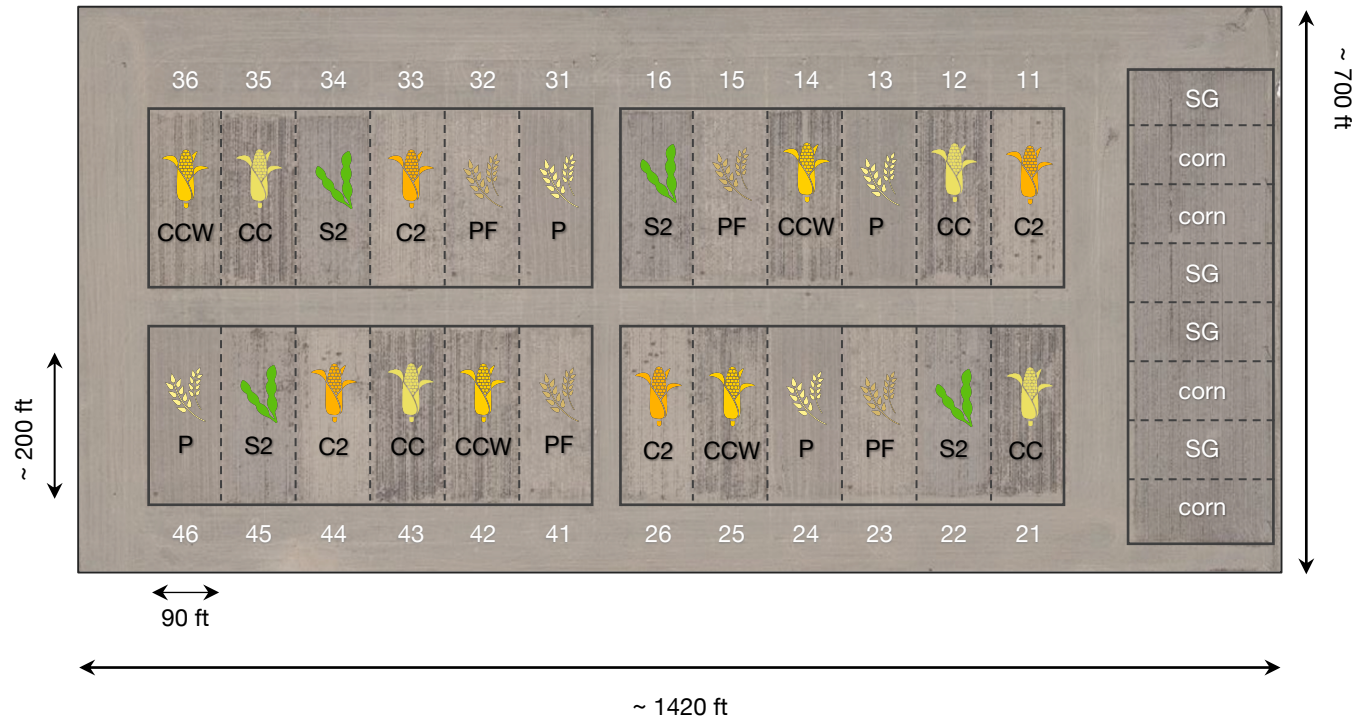 36 35 34 33 32 31 16 15 14 13 12 11
CCW CC S2 C2 PF P S2 PF CCW P CC C2
P S2 C2 CC CCW PF C2 CCW P PF S2 CC
46 45 44 43 42 41 26 25 24 23 22 21
SG
corn
corn
SG
SG
corn
SG
corn
~ 700 ft
~ 200 ft
90 ft
~ 1420 ft